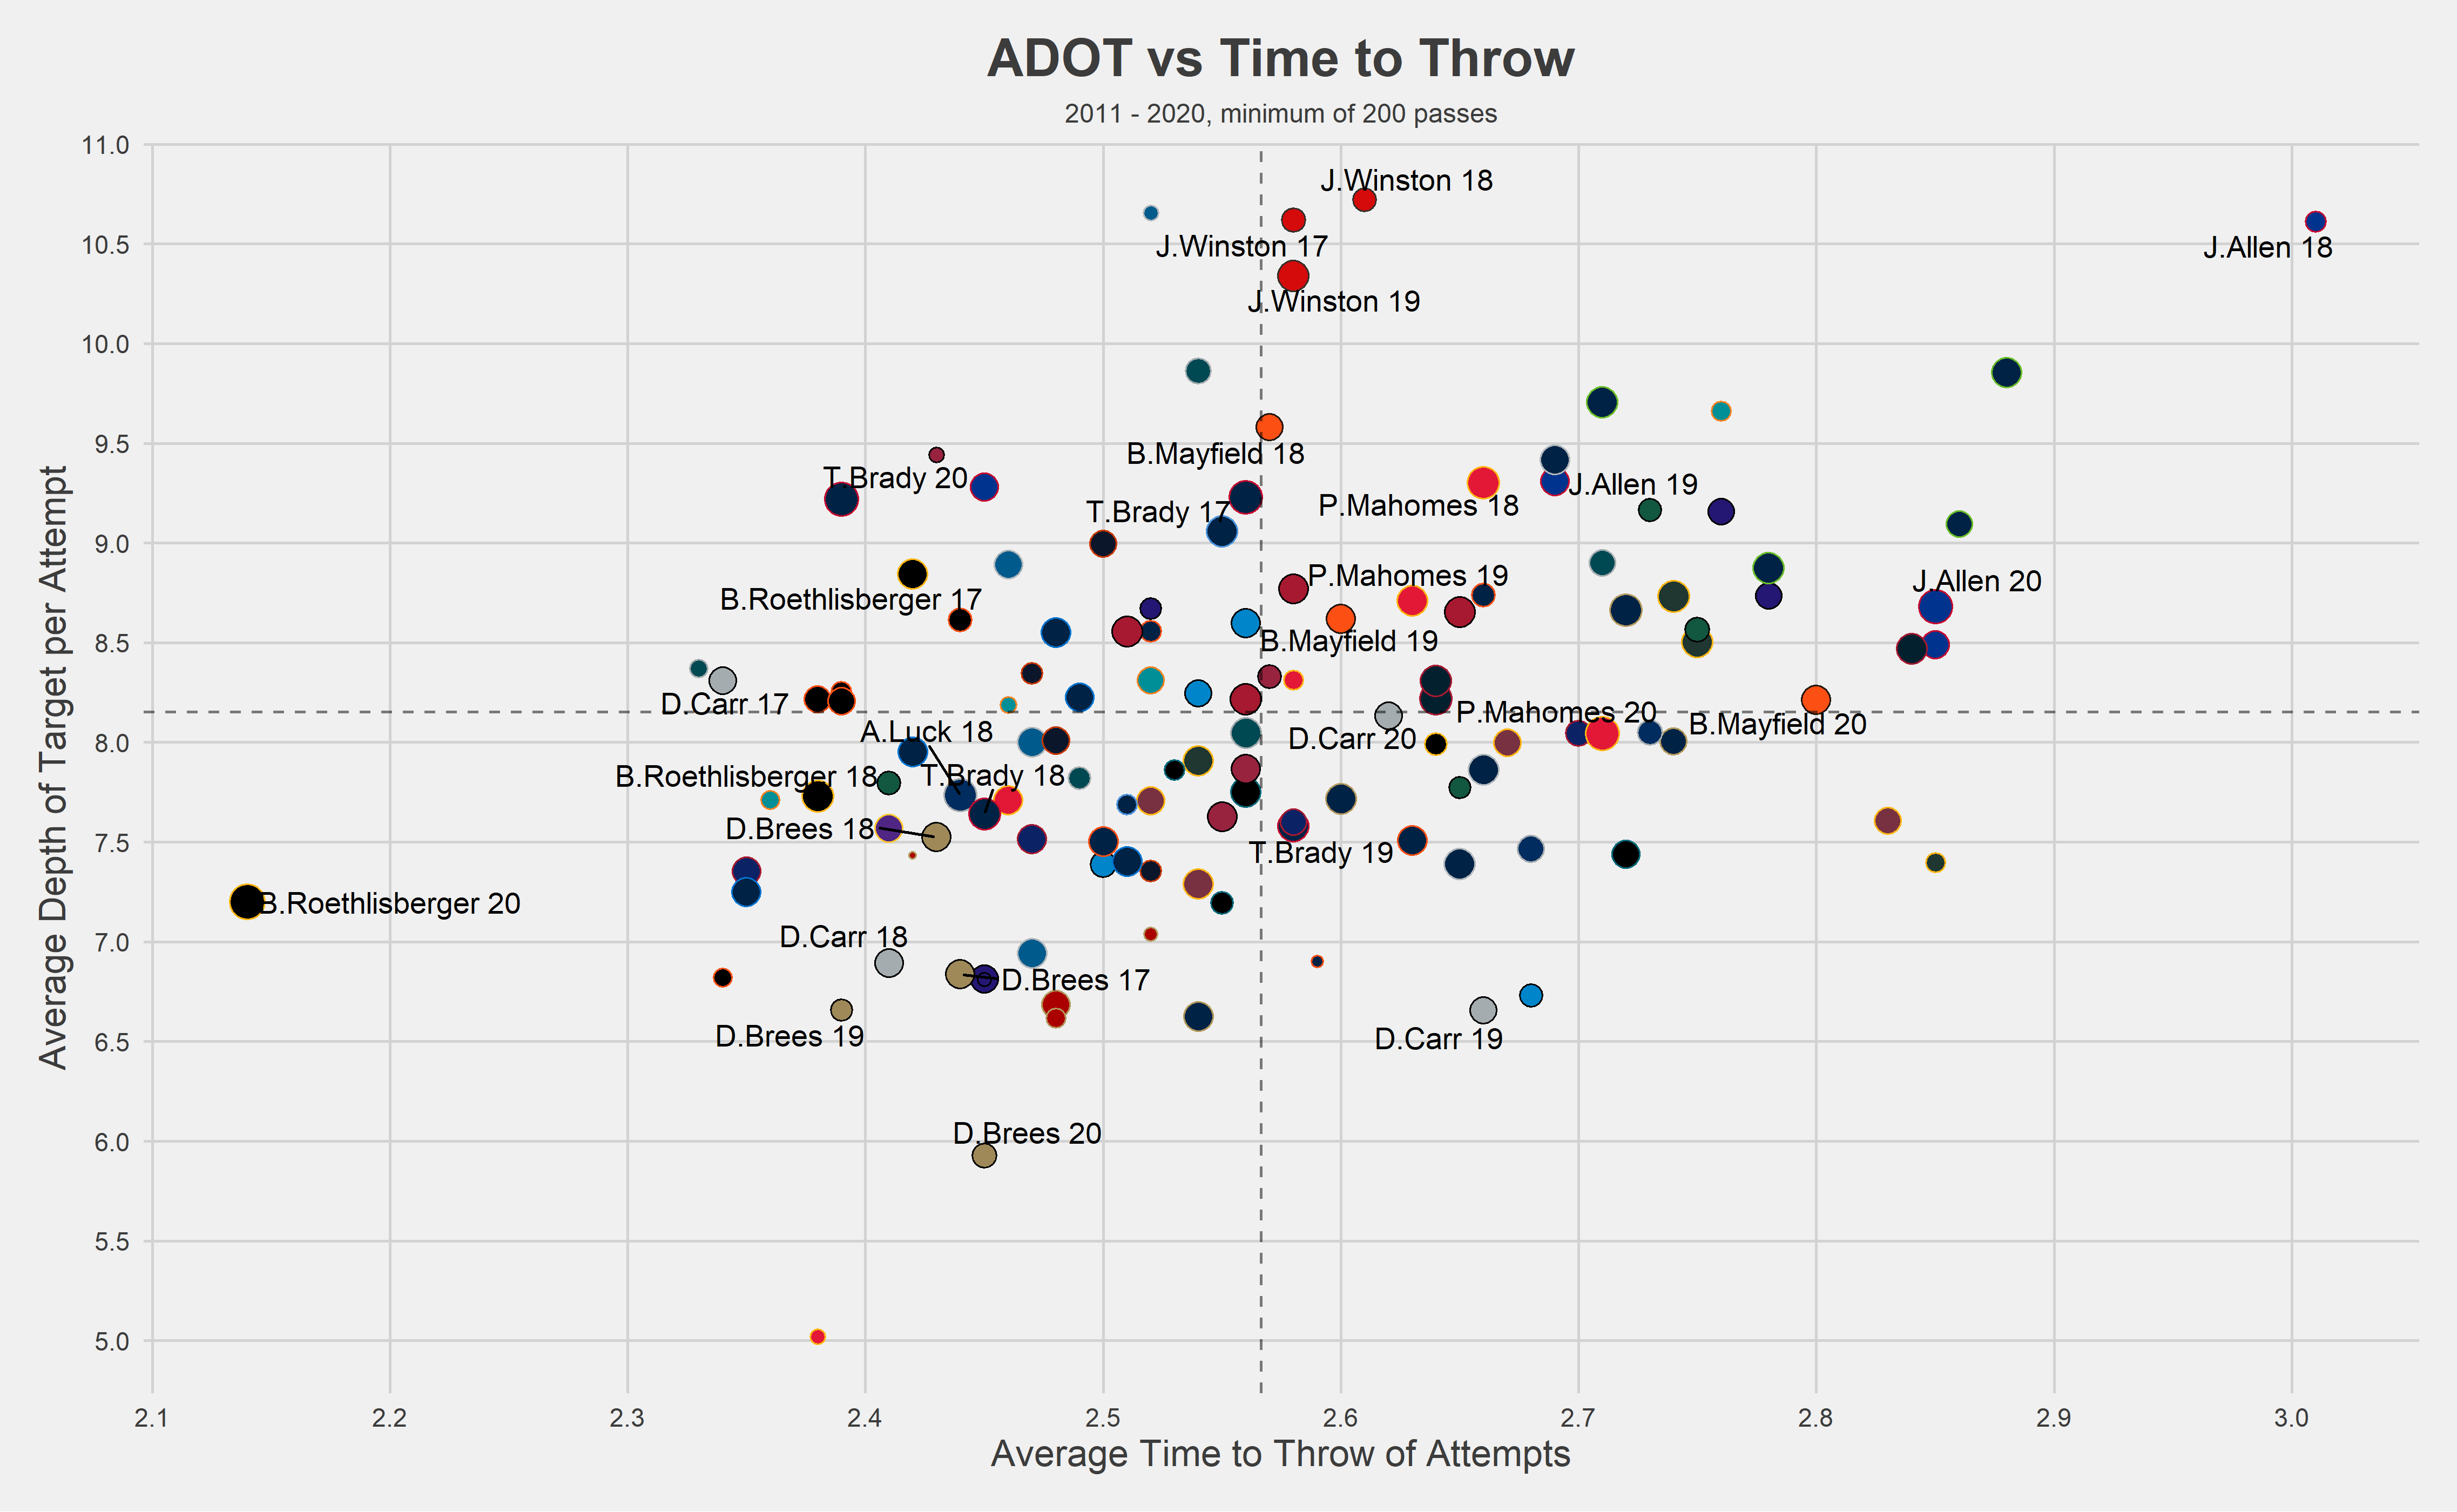 ADOT vs Time to Throw
2011 - 2020, minimum of 200 passes
11.0
10.5
10.0
9.5
9.0
8.5
8.0
7.5
7.0
6.5
6.0
5.5
5.0
Average Depth of Target per Attempt
J.Winston 18
J.Winston 17
J.Allen 18
J.Winston 19
B.Mayfield 18
T.Brady 20
J.Allen 19
P.Mahomes 18
T.Brady 17
P.Mahomes 19
J.Allen 20
B.Roethlisberger 17
B.Mayfield 19
D.Carr 17
P.Mahomes 20
B.Mayfield 20
A.Luck 18
D.Carr 20
B.Roethlisberger 18
T.Brady 18
D.Brees 18
T.Brady 19
B.Roethlisberger 20
D.Carr 18
D.Brees 17
D.Brees 19
D.Carr 19
D.Brees 20
2.1
2.2
2.3
2.4
2.5
2.6
2.7
2.8
2.9
3.0
Average Time to Throw of Attempts